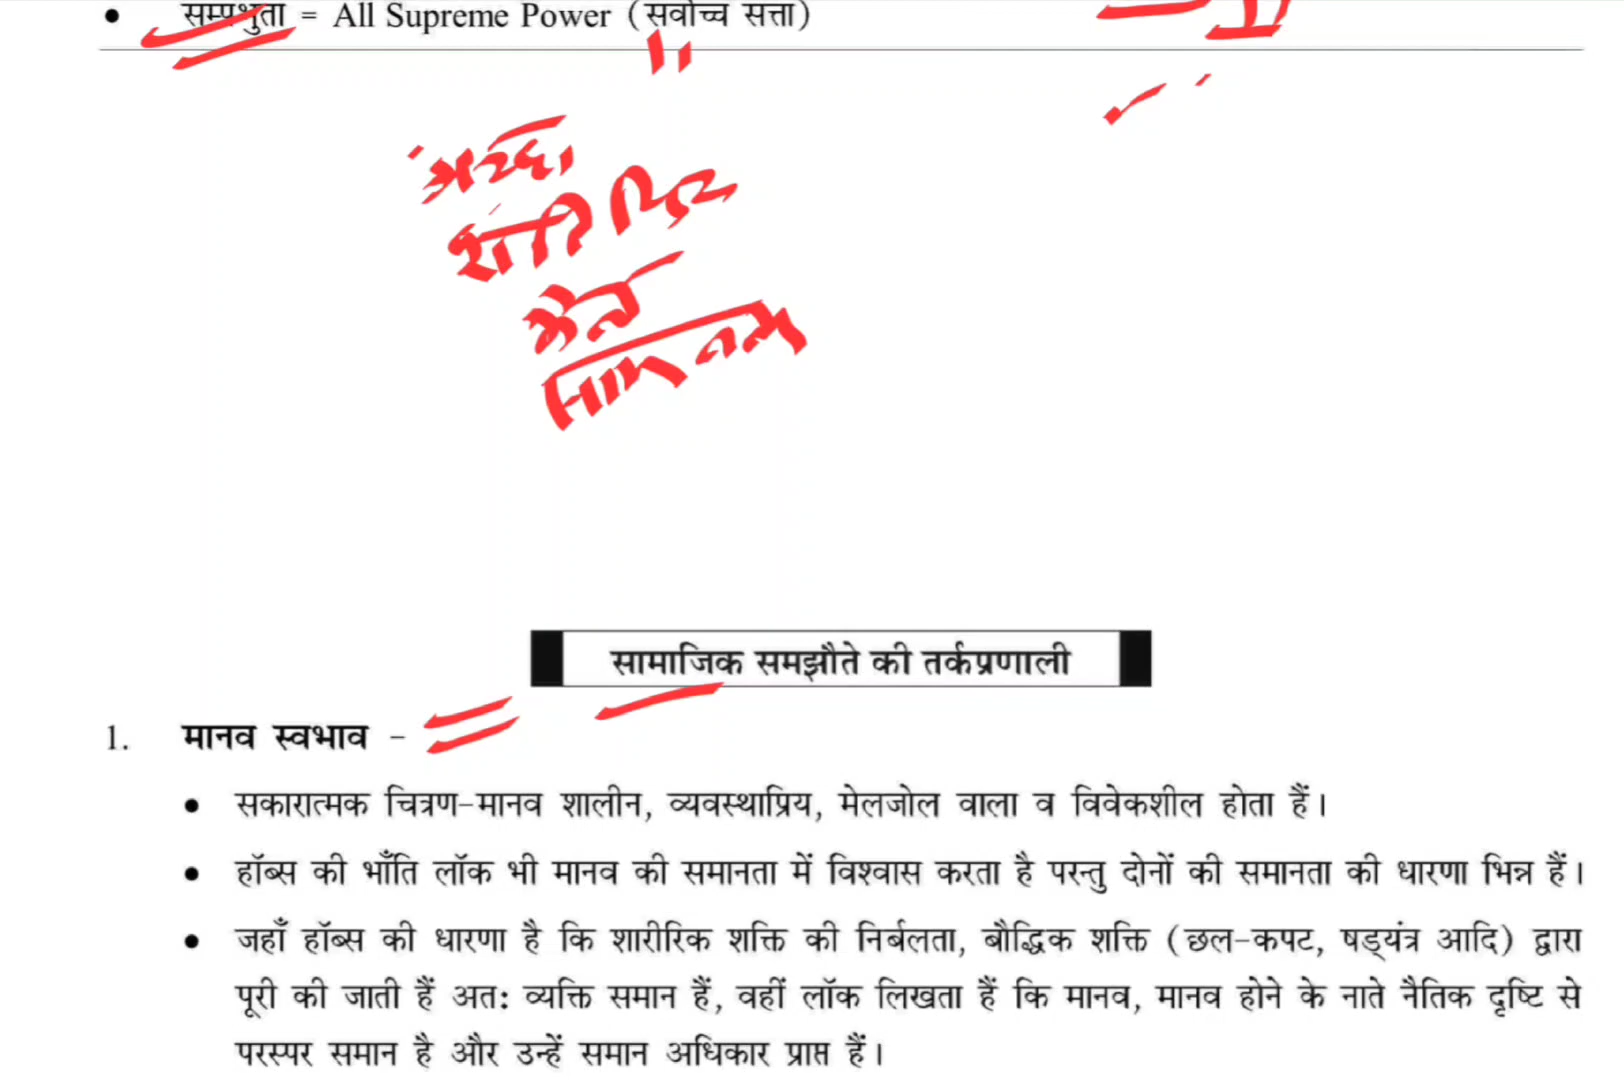 • सम्प्रभुता = All Supreme Power (सर्वोच्च सत्ता)
अच्छा
शांति प्रिय
सामाजिक समझौते की तर्कप्रणाली
1. मानव स्वभाव -
• सकारात्मक चित्रण-मानव शालीन, व्यवस्थाप्रिय, मेलजोल वाला व विवेकशील होता हैं।
• हॉब्स की भाँति लॉक भी मानव की समानता में विश्वास करता है परन्तु दोनों की समानता की धारणा भिन्न हैं।
• जहाँ हॉब्स की धारणा है कि शारीरिक शक्ति की निर्बलता, बौद्धिक शक्ति (छल-कपट, षड्यंत्र आदि) द्वारा
पूरी की जाती हैं अतः व्यक्ति समान हैं, वहीं लॉक लिखता हैं कि मानव, मानव होने के नाते नैतिक दृष्टि से
परस्पर समान है और उन्हें समान अधिकार प्राप्त हैं।